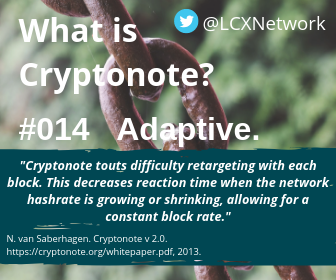 What is
@LCXNetwork
Cryptonote?
#014 Adaptive.
"Cryptonote touts difficulty retargeting with each
block. This decreases reaction time when the network
hashrate is growing or shrinking, allowing for a
constant block rate."
N. van Saberhagen. Cryptonote v 2.0.
https://cryptonote.org/whitepaper.pdf, 2013.